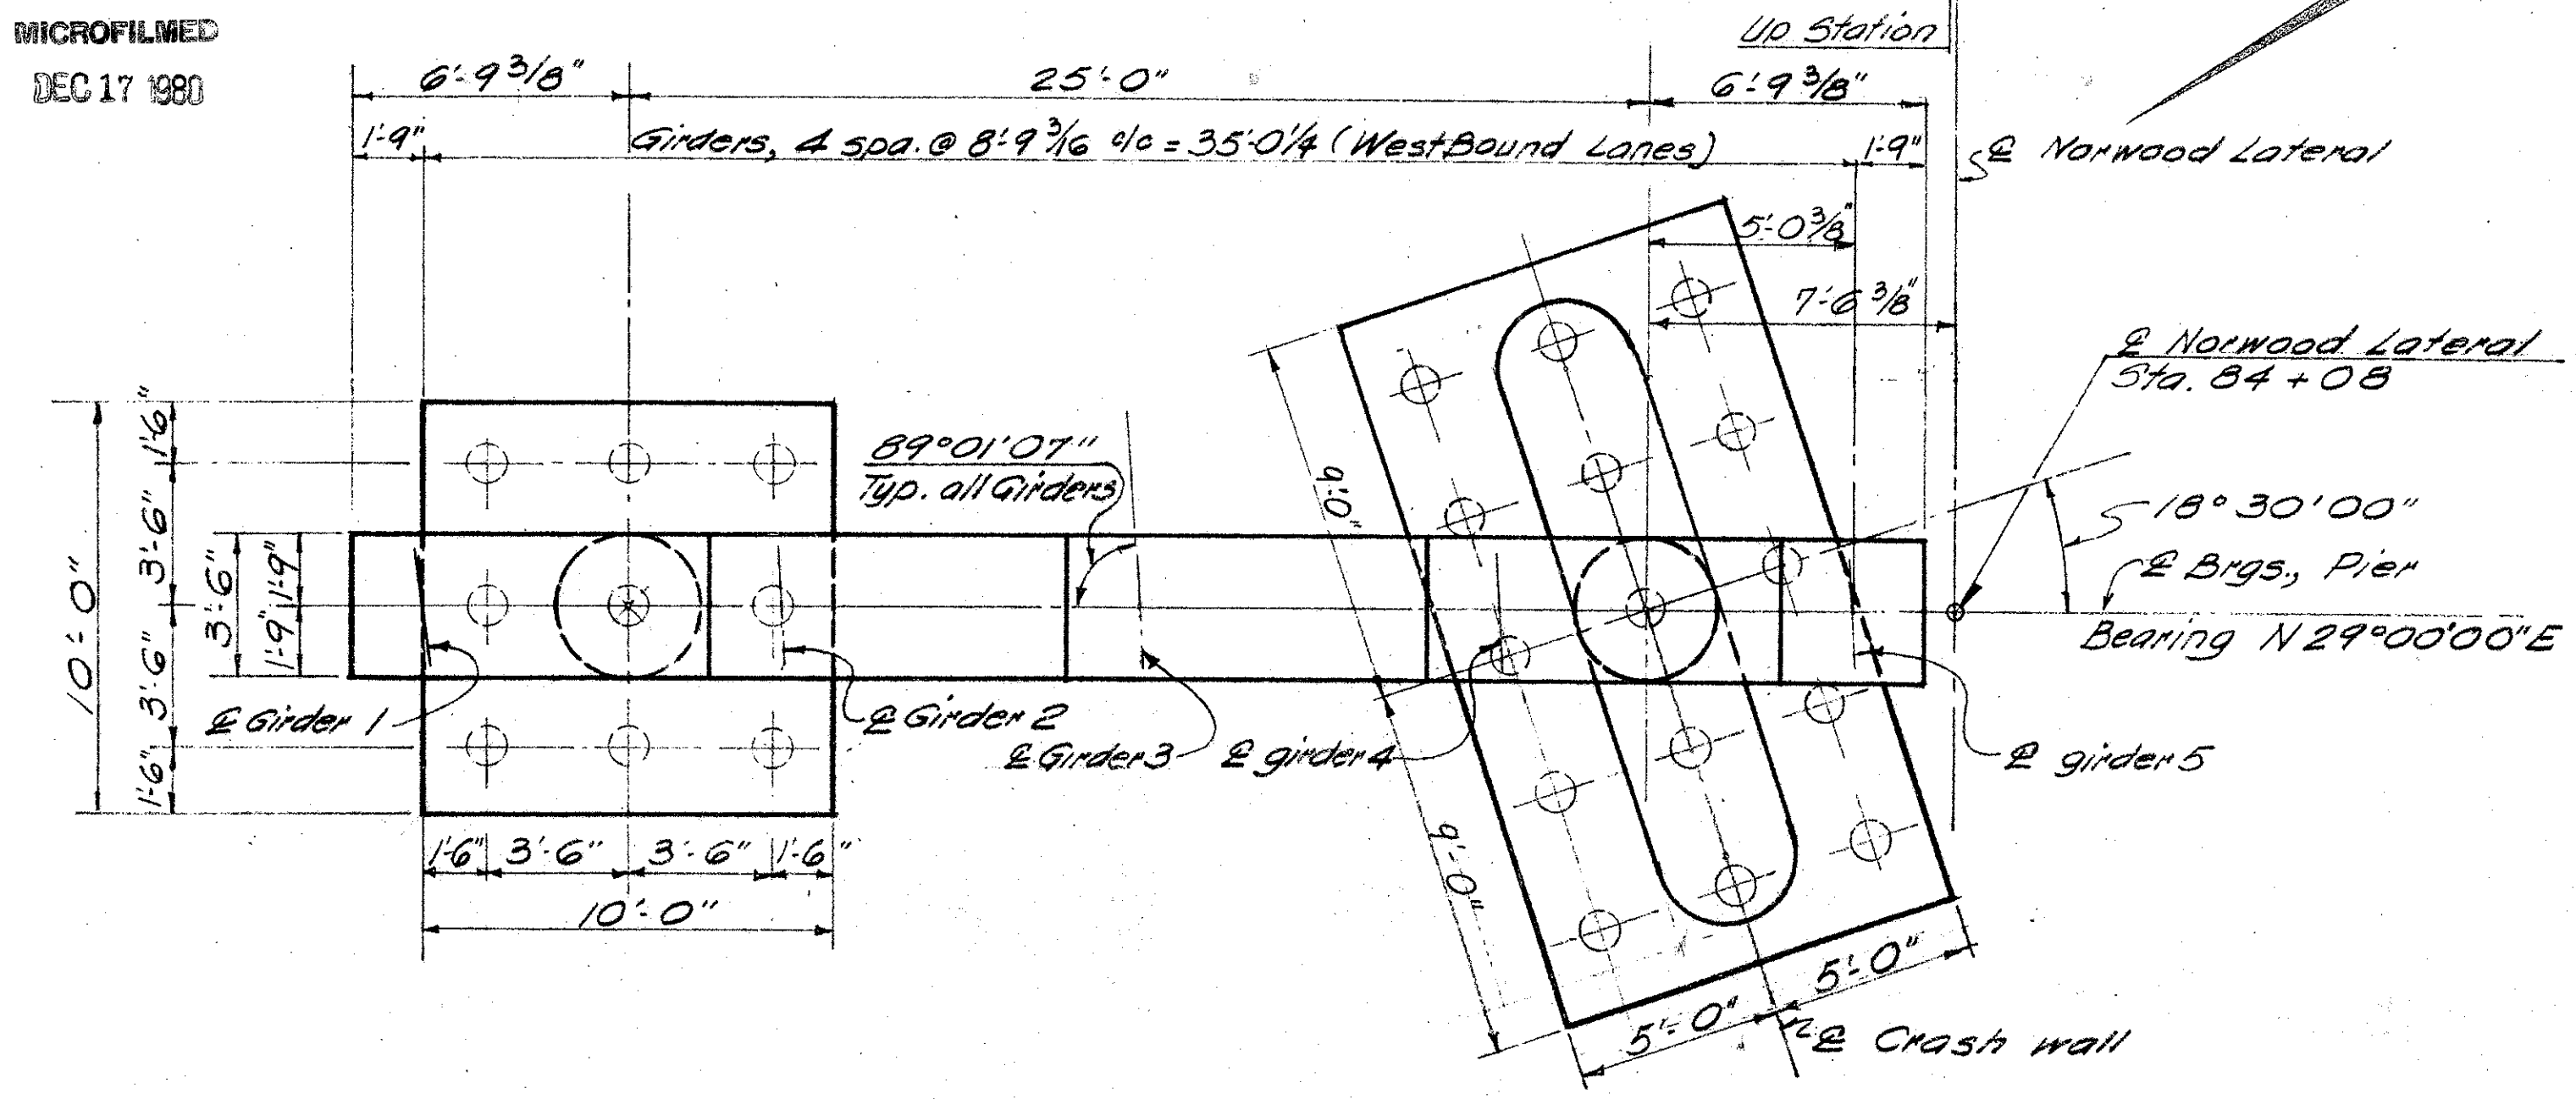 MICROFILMED
DEC 17 1980
Up Station
6'-9 3/8"
25'-0"
6'-9 3/8"
1'-9"
Girders, 4 spa. @ 8'-9 3/16 c/c = 35'-0 1/4 (WestBound Lanes)
1'-9"
℄ Norwood Lateral
5'-0 3/8"
7'-6 3/8"
℄ Norwood Lateral
Sta. 84 + 08
1'-6"
3'-6"
3'-6"
1'-6"
10'-0"
3'-6"
1'-9"
1'-9"
89°01'07"
Typ. all Girders
9'-0"
18° 30' 00"
℄ Brgs., Pier
Bearing N 29°00'00" E
℄ Girder 1
℄ Girder 2
℄ Girder 3
℄ girder 4
℄ girder 5
1'-6"
3'-6"
3'-6"
1'-6"
10'-0"
9'-0"
5'-0"
5'-0"
℄ Crash wall